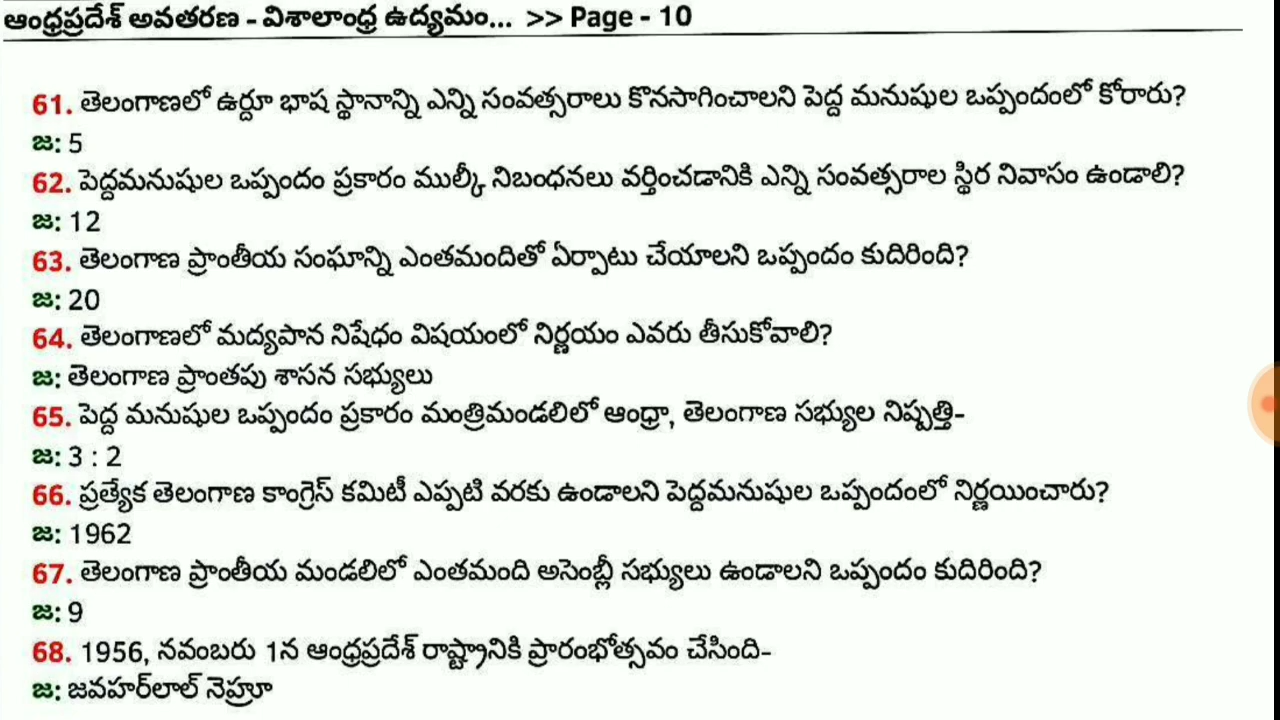 ఆంధ్రప్రదేశ్ అవతరణ - విశాలాంధ్ర ఉద్యమం... >> Page - 10
61. తెలంగాణలో ఉర్దూ భాష స్థానాన్ని ఎన్ని సంవత్సరాలు కొనసాగించాలని పెద్ద మనుషుల ఒప్పందంలో కోరారు?
జ: 5
62. పెద్దమనుషుల ఒప్పందం ప్రకారం ముల్కీ నిబంధనలు వర్తించడానికి ఎన్ని సంవత్సరాల స్థిర నివాసం ఉండాలి?
జ: 12
63. తెలంగాణ ప్రాంతీయ సంఘాన్ని ఎంతమందితో ఏర్పాటు చేయాలని ఒప్పందం కుదిరింది?
జ: 20
64. తెలంగాణలో మద్యపాన నిషేధం విషయంలో నిర్ణయం ఎవరు తీసుకోవాలి?
జ: తెలంగాణ ప్రాంతపు శాసన సభ్యులు
65. పెద్ద మనుషుల ఒప్పందం ప్రకారం మంత్రిమండలిలో ఆంధ్రా, తెలంగాణ సభ్యుల నిష్పత్తి-
జ: 3 : 2
66. ప్రత్యేక తెలంగాణ కాంగ్రెస్ కమిటీ ఎప్పటి వరకు ఉండాలని పెద్దమనుషుల ఒప్పందంలో నిర్ణయించారు?
జ: 1962
67. తెలంగాణ ప్రాంతీయ మండలిలో ఎంతమంది అసెంబ్లీ సభ్యులు ఉండాలని ఒప్పందం కుదిరింది?
జ: 9
68. 1956, నవంబరు 1న ఆంధ్రప్రదేశ్ రాష్ట్రానికి ప్రారంభోత్సవం చేసింది-
జ: జవహర్‌లాల్ నెహ్రూ